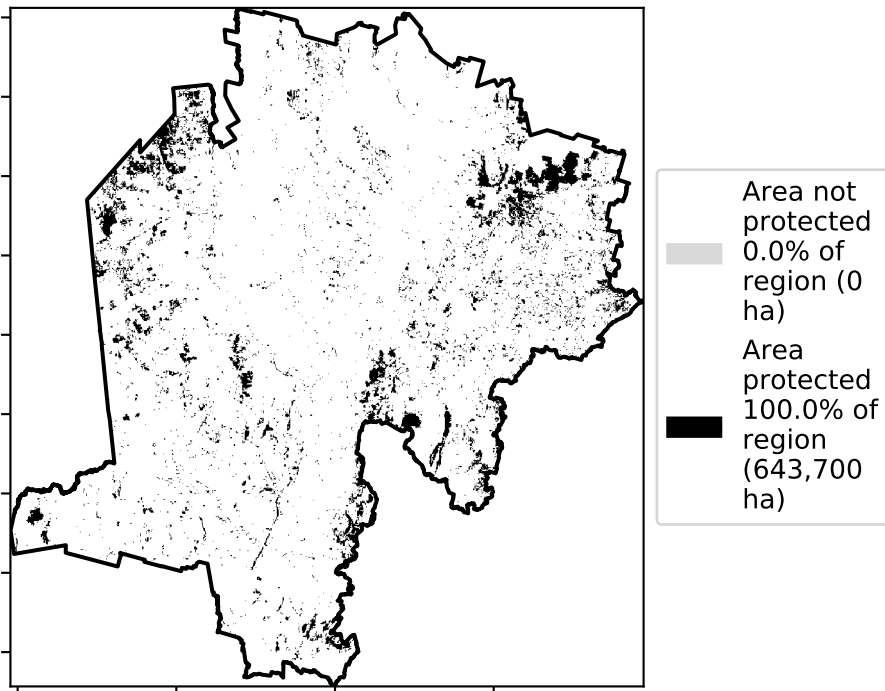 Area not
protected
0.0% of
region (0
ha)
Area
protected
100.0% of
region
(643,700
ha)